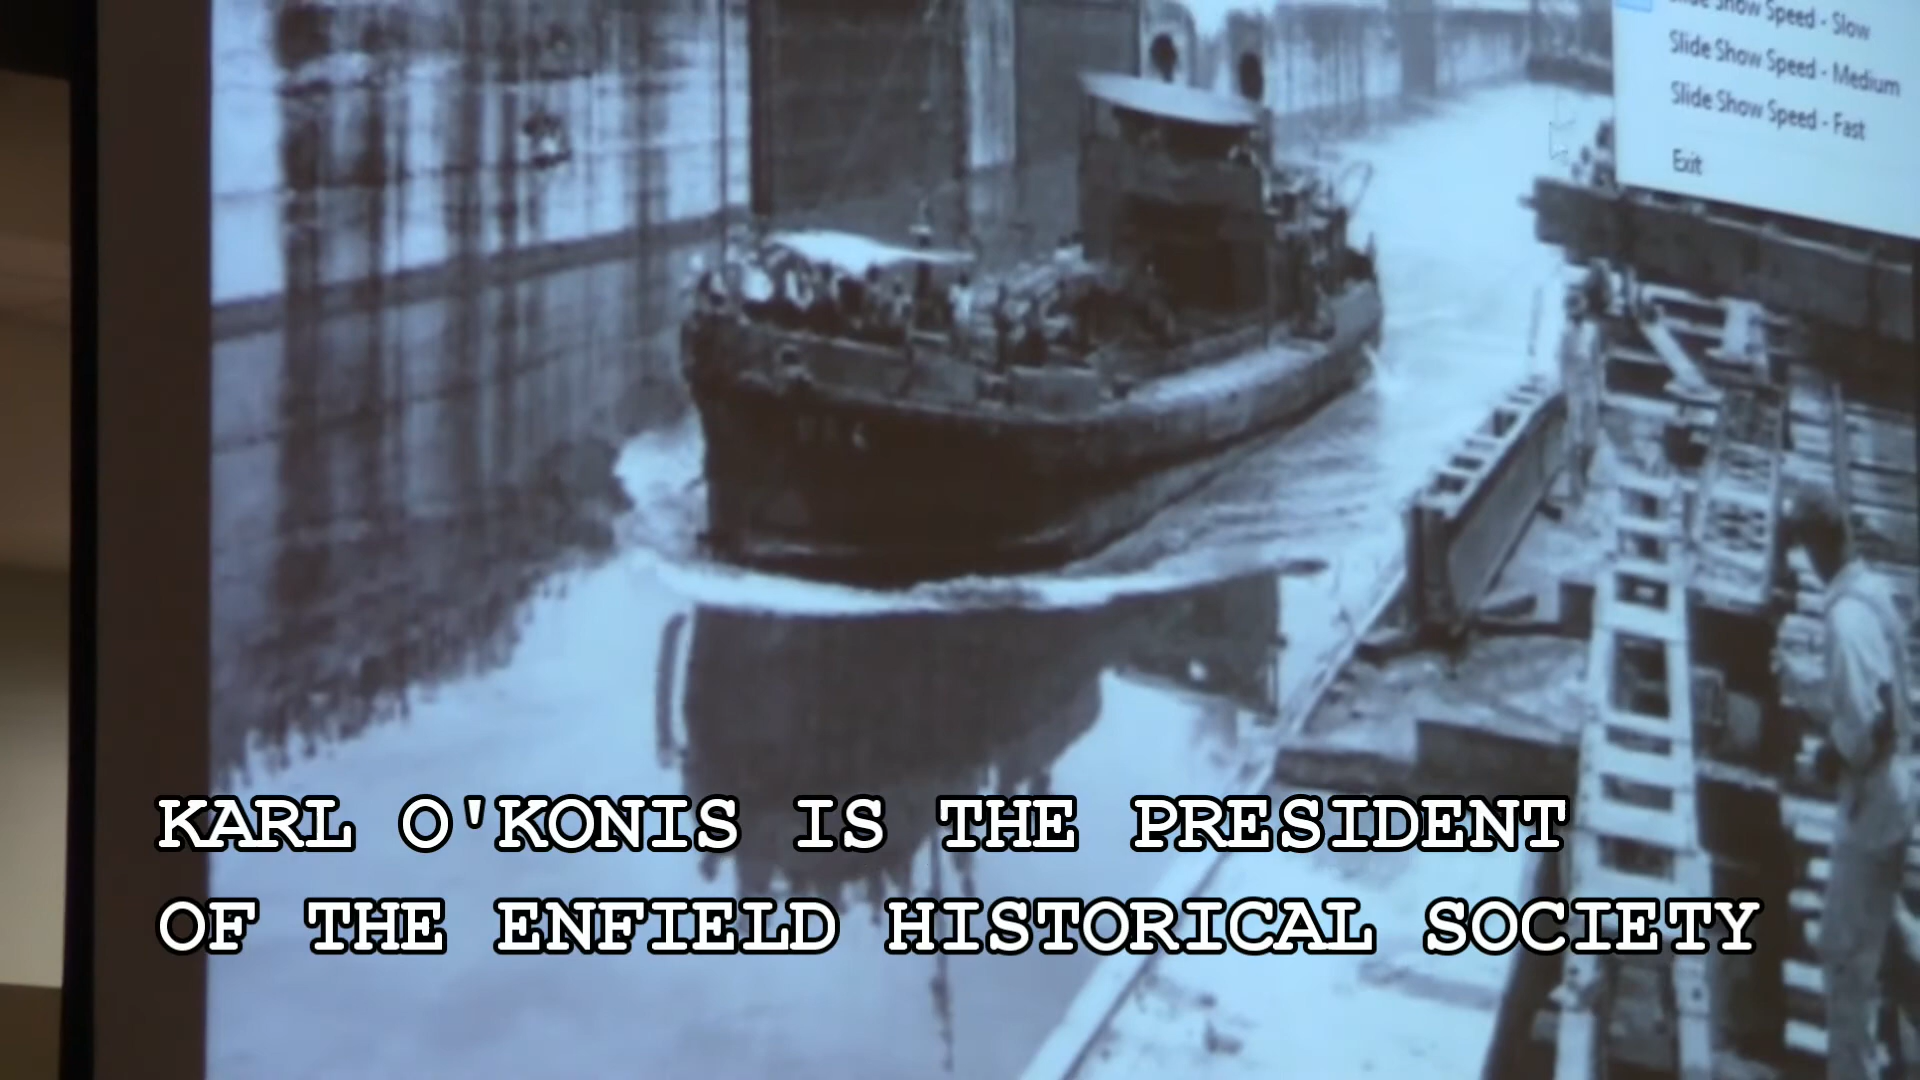 Slide Show Speed - Slow
Slide Show Speed - Medium
Slide Show Speed - Fast
Exit
KARL O'KONIS IS THE PRESIDENT
OF THE ENFIELD HISTORICAL SOCIETY